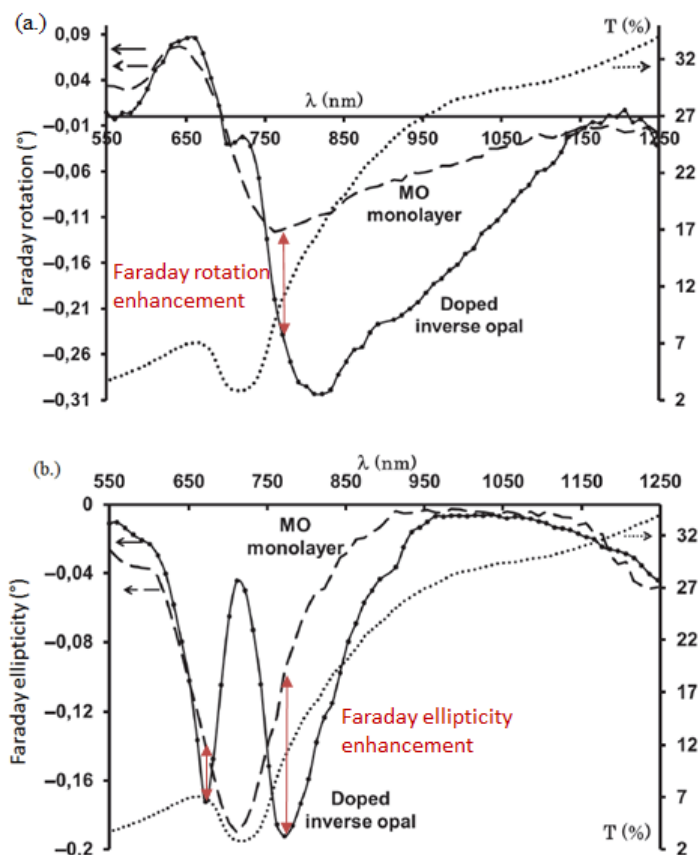 (a.)
T (%)
0,09
0,04
−0,01
−0,06
−0,11
−0,16
−0,21
−0,26
−0,31
Faraday rotation (°)
λ (nm)
550 650 750 850 950 1050 1150 1250
32
27
22
17
12
7
2
MO
monolayer
Faraday rotation
enhancement
Doped
inverse opal
(b.)
λ (nm)
550 650 750 850 950 1050 1150 1250
0
−0,04
−0,08
−0,12
−0,16
−0,2
Faraday ellipticity (°)
MO
monolayer
32
27
22
17
12
7
2
Faraday ellipticity
enhancement
Doped
inverse opal
T (%)